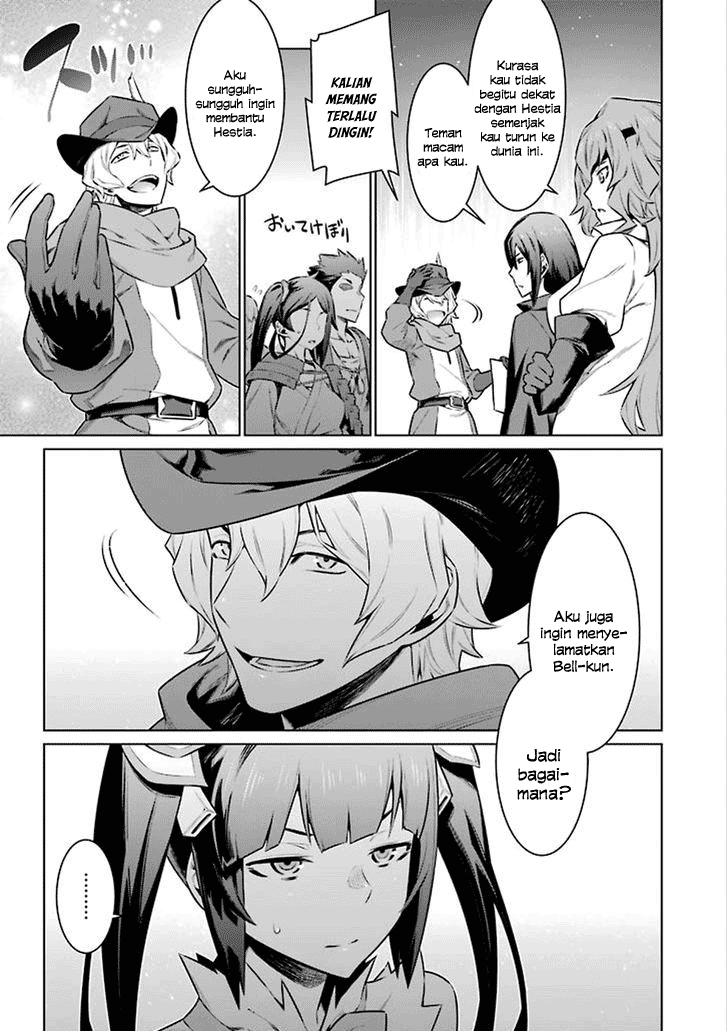 Kurasa
kau tidak
begitu dekat
dengan Hestia
semenjak
kau turun ke
dunia ini.
Teman
macam
apa kau.
KALIAN
MEMANG
TERLALU
DINGIN!
おいてけぼり
Aku
sungguh-
sungguh ingin
membantu
Hestia.
ズイッ
Aku juga
ingin menye-
lamatkan
Bell-kun.
Jadi
bagai-
mana?
.........